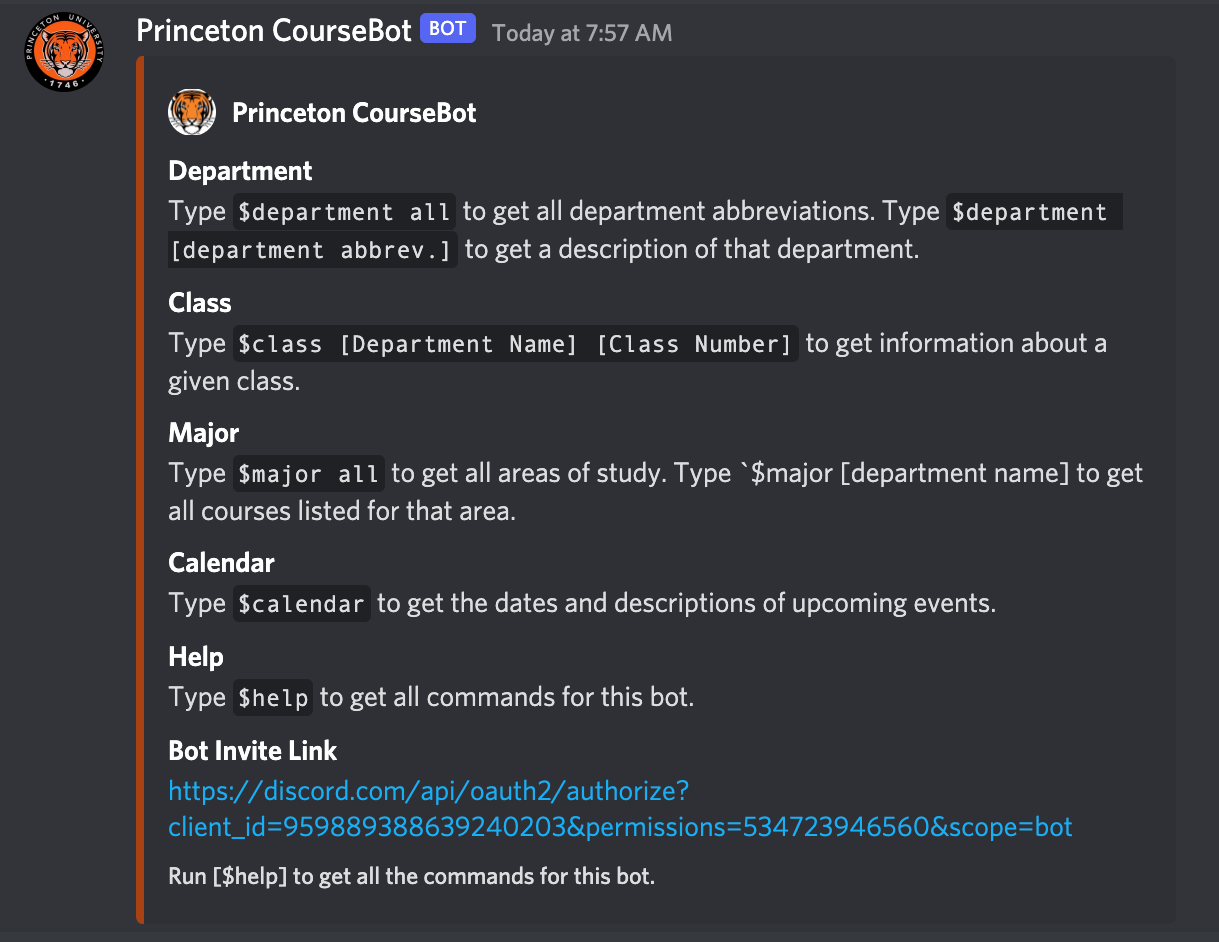 PRINCETON UNIVERSITY
· 1746 ·
Princeton CourseBot BOT Today at 7:57 AM
Princeton CourseBot
Department
Type $department all to get all department abbreviations. Type $department
[department abbrev.] to get a description of that department.
Class
Type $class [Department Name] [Class Number] to get information about a
given class.
Major
Type $major all to get all areas of study. Type `$major [department name] to get
all courses listed for that area.
Calendar
Type $calendar to get the dates and descriptions of upcoming events.
Help
Type $help to get all commands for this bot.
Bot Invite Link
https://discord.com/api/oauth2/authorize?
client_id=959889388639240203&permissions=534723946560&scope=bot
Run [$help] to get all the commands for this bot.